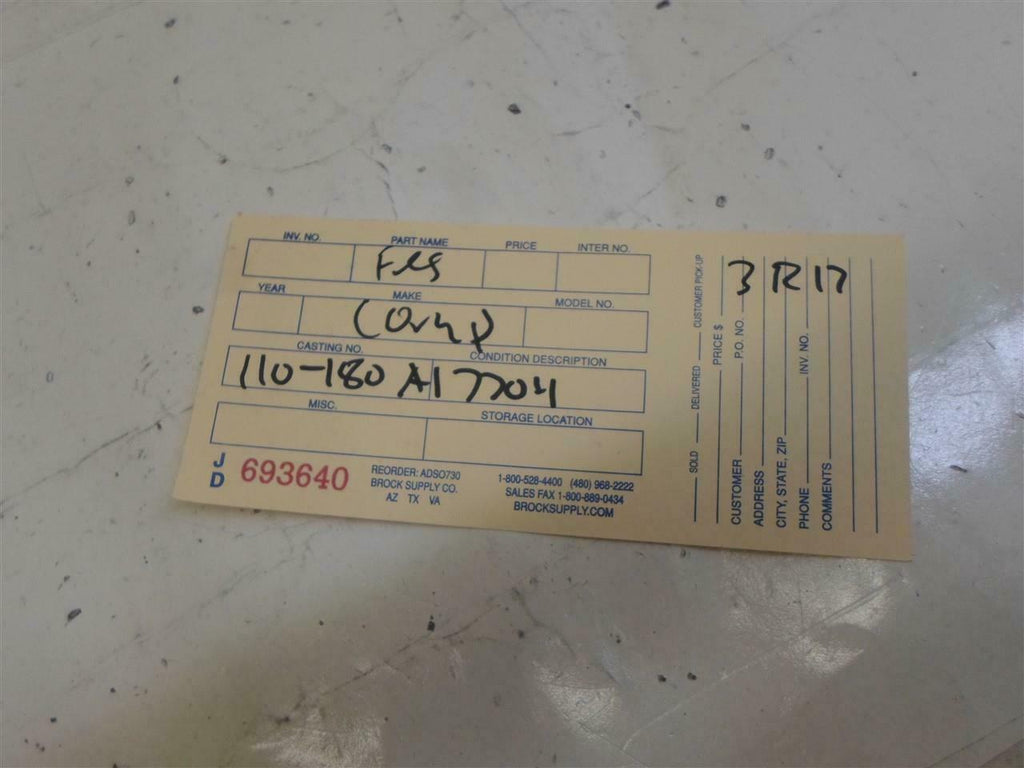 INV. NO. PART NAME PRICE INTER NO.
YEAR MAKE MODEL NO.
CASTING NO. CONDITION DESCRIPTION
110-180 A17704
MISC. STORAGE LOCATION
J D 693640
REORDER: ADSO730
BROCK SUPPLY CO.
AZ TX VA
1-800-528-4400 (480) 968-2222
SALES FAX 1-800-889-0434
BROCKSUPPLY.COM
SOLD DELIVERED CUSTOMER PICK-UP
PRICE $
CUSTOMER P.O. NO.
ADDRESS
CITY, STATE, ZIP
PHONE INV. NO.
COMMENTS
3R17